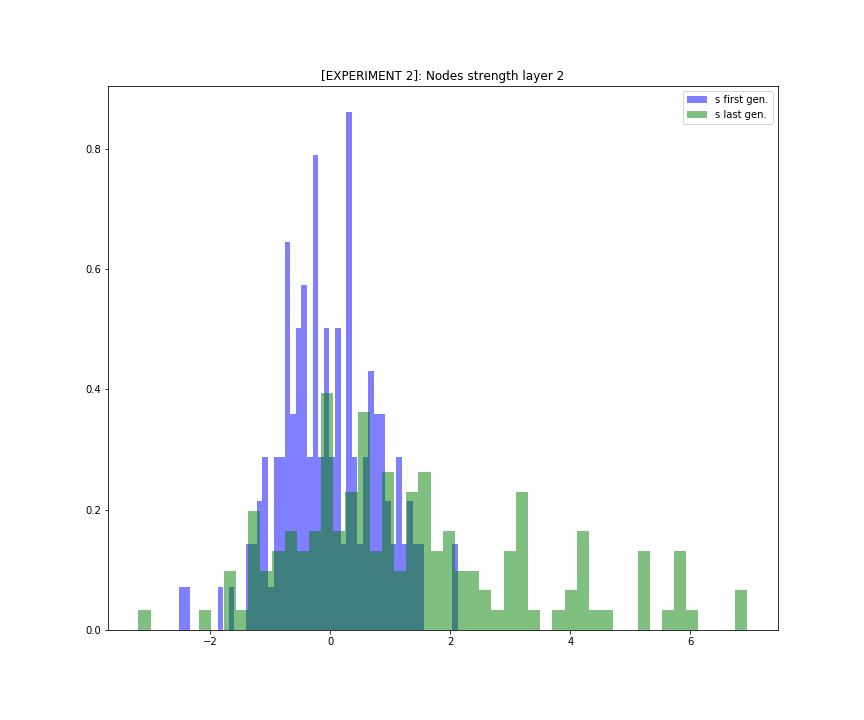 [EXPERIMENT 2]: Nodes strength layer 2
s first gen.
s last gen.
0.8
0.6
0.4
0.2
0.0
−2 0 2 4 6